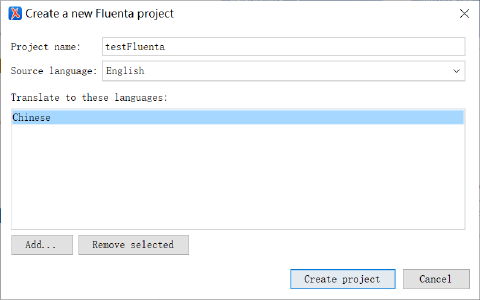 Create a new Fluenta project
Project name: testFluenta
Source language: English
Translate to these languages:
Chinese
Add... Remove selected
Create project Cancel